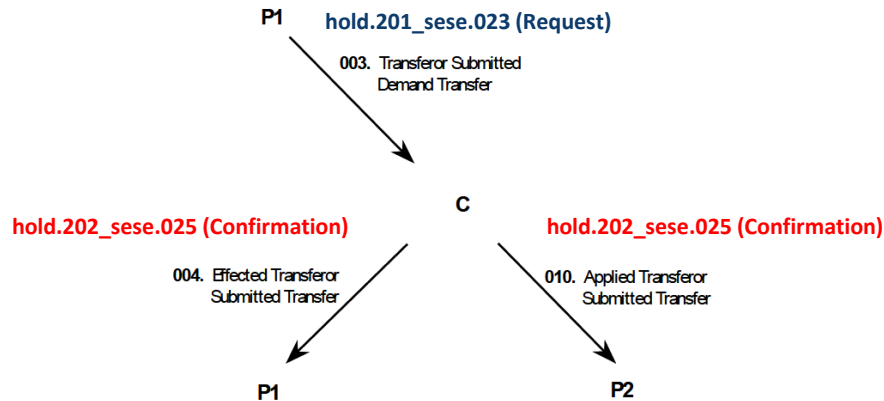 P1 hold.201_sese.023 (Request)
003. Transferor Submitted
Demand Transfer
C
hold.202_sese.025 (Confirmation)
hold.202_sese.025 (Confirmation)
004. Effected Transferor
Submitted Transfer
010. Applied Transferor
Submitted Transfer
P1
P2